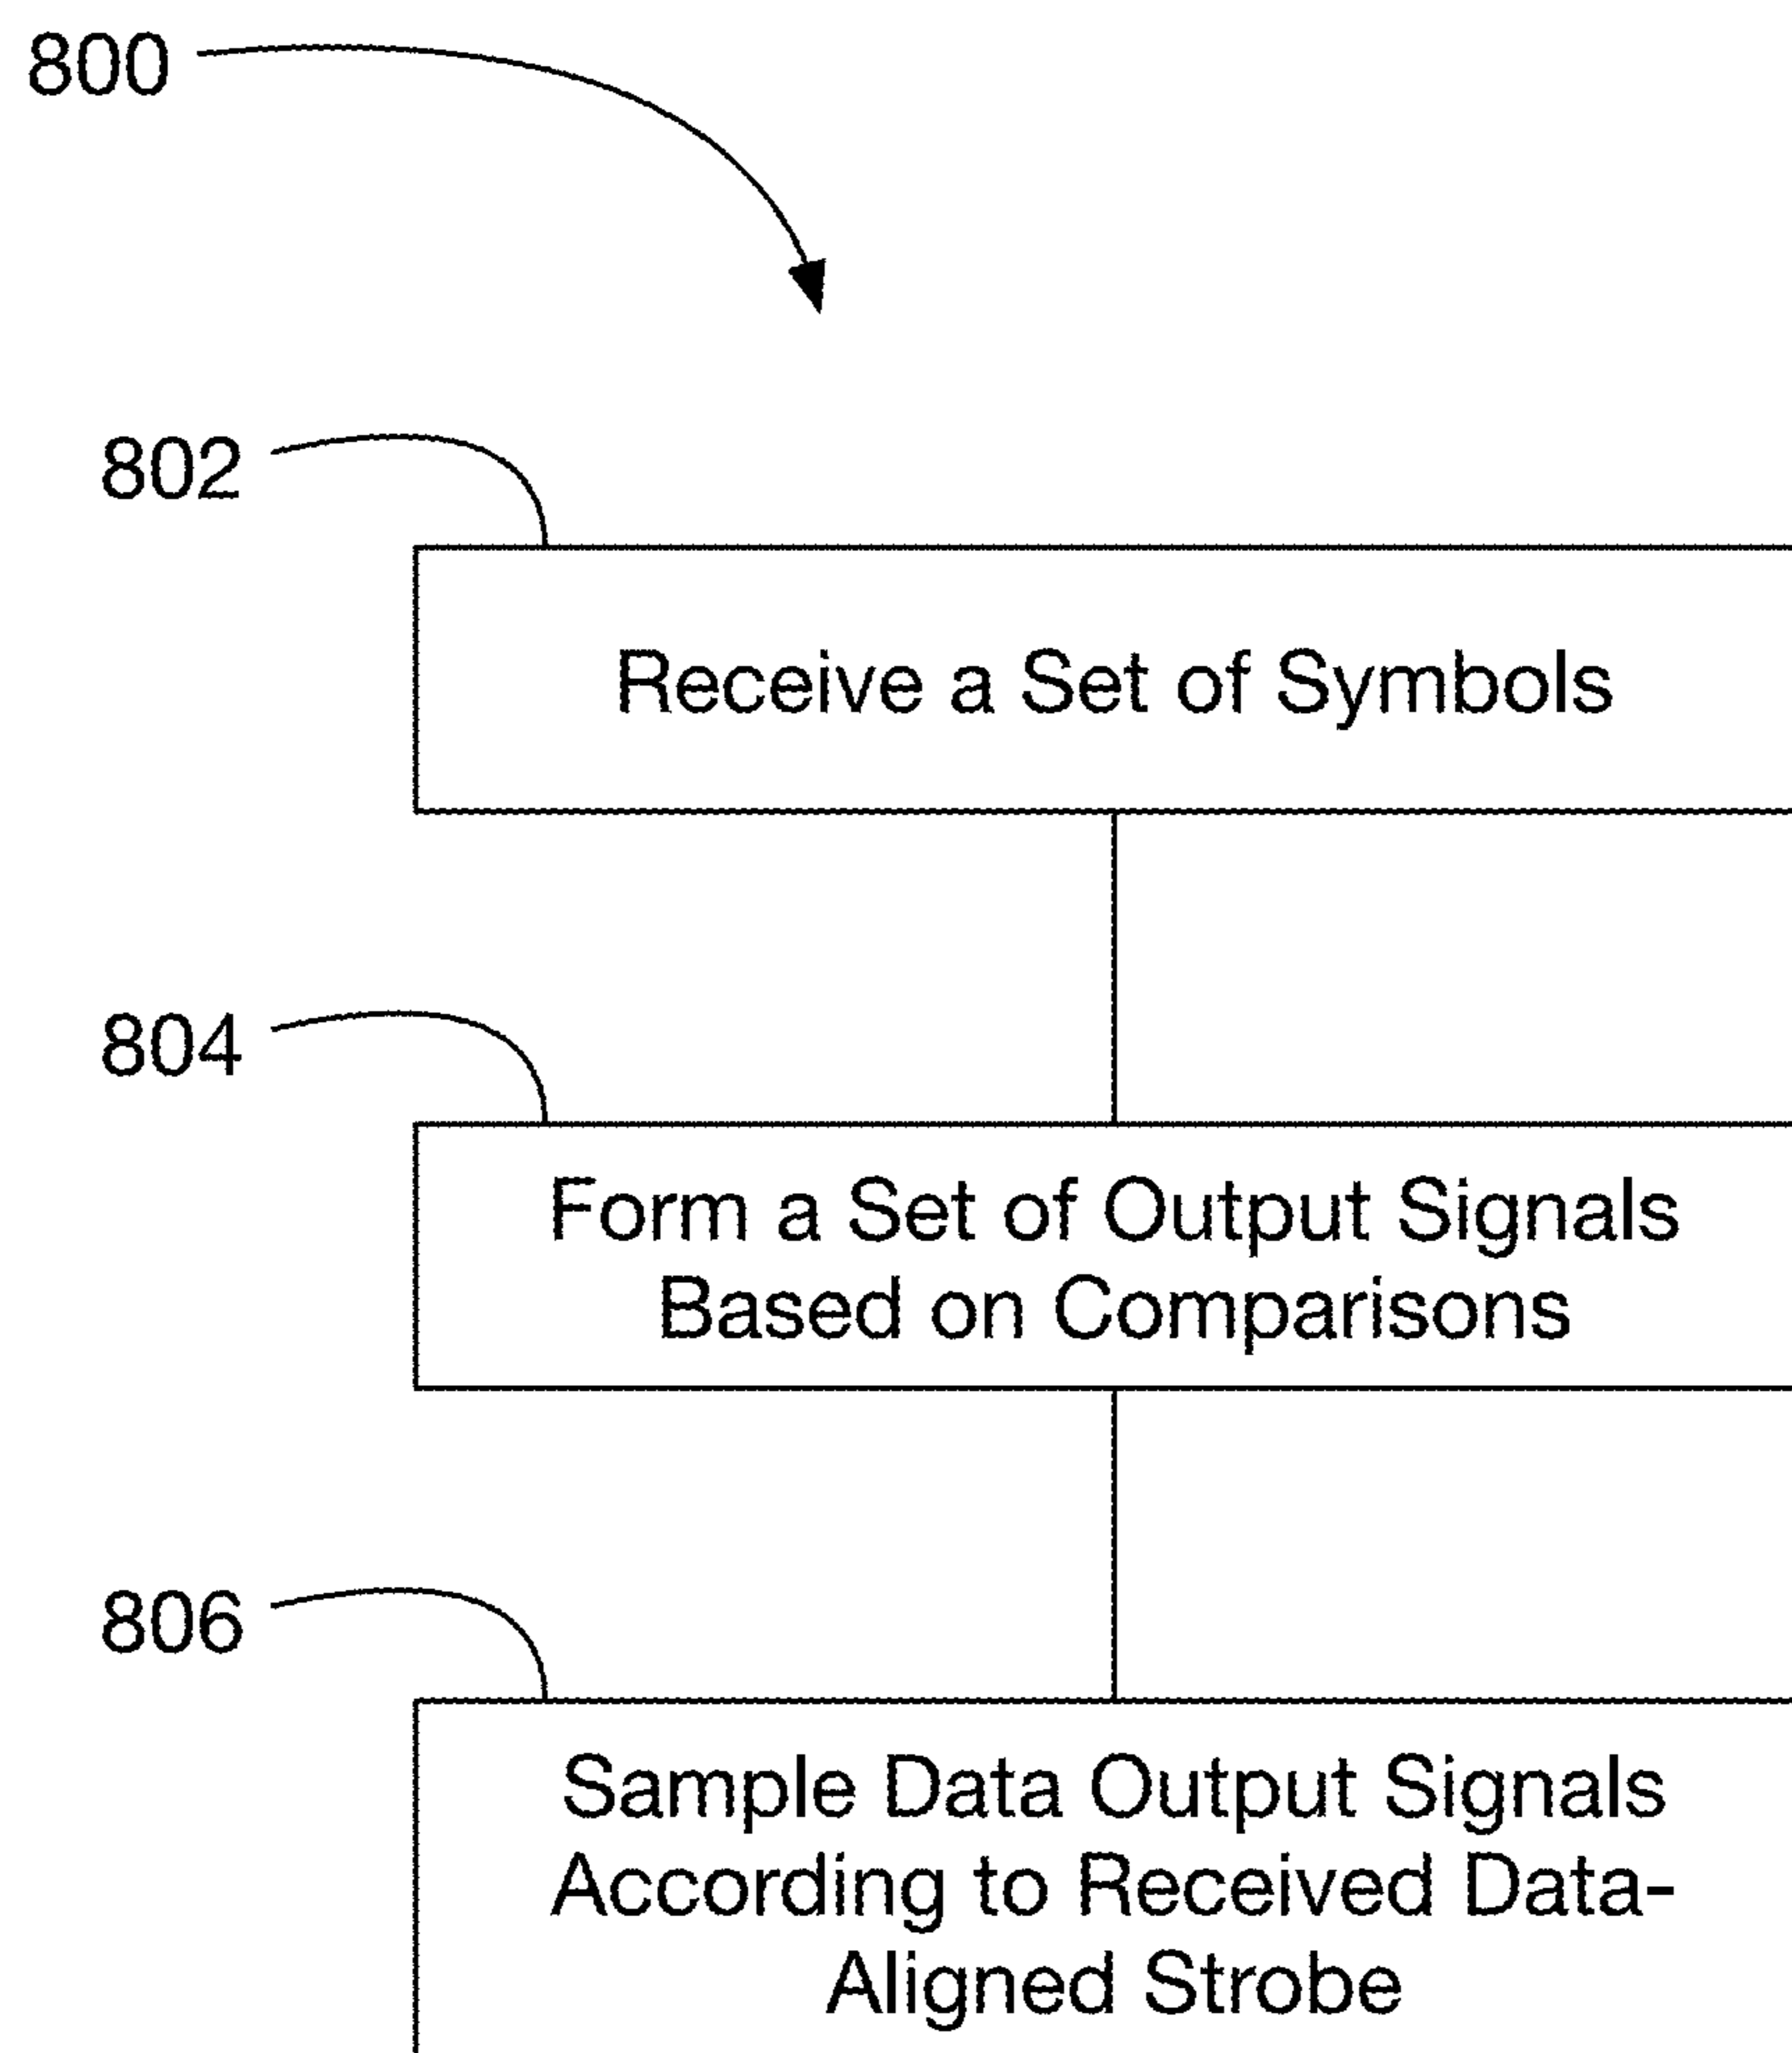 800
802
Receive a Set of Symbols
804
Form a Set of Output Signals
Based on Comparisons
806
Sample Data Output Signals
According to Received Data-
Aligned Strobe